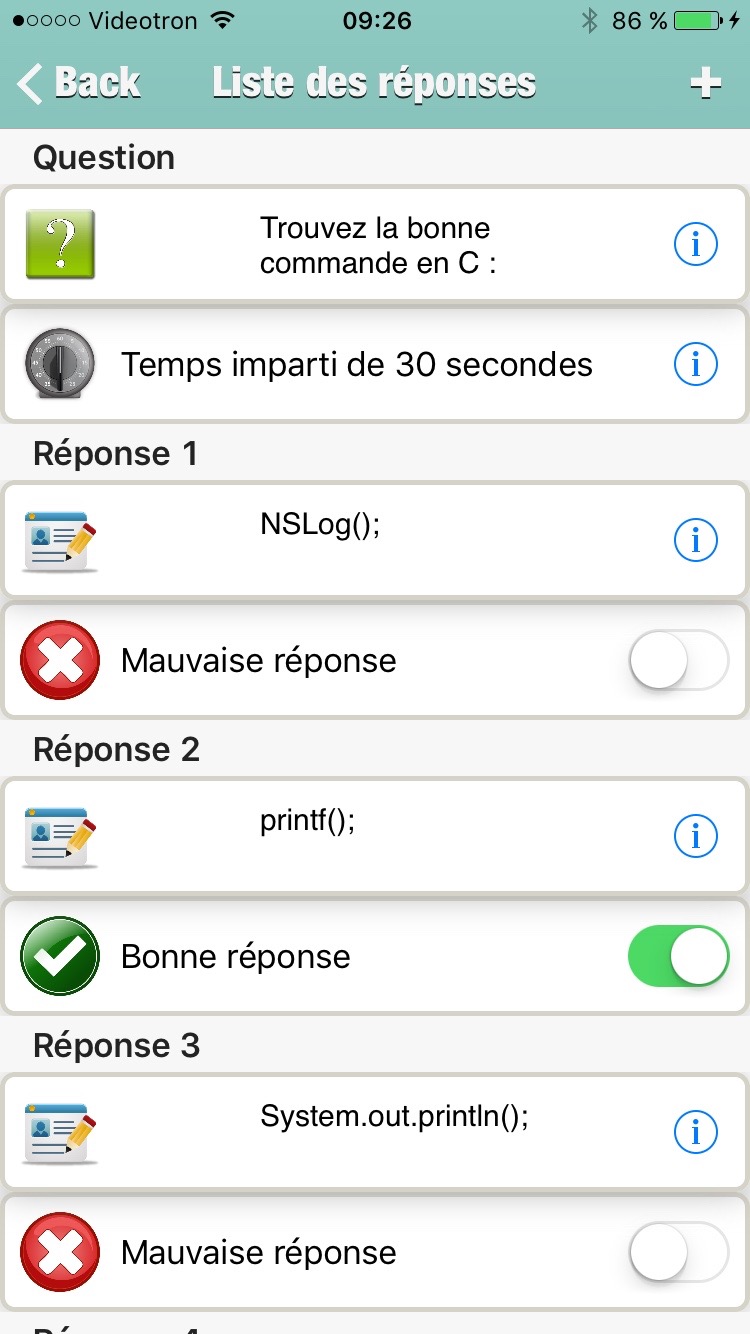 Videotron 09:26 86 %
Back Liste des réponses +
Question
Trouvez la bonne
commande en C :
Temps imparti de 30 secondes
Réponse 1
NSLog();
Mauvaise réponse
Réponse 2
printf();
Bonne réponse
Réponse 3
System.out.println();
Mauvaise réponse